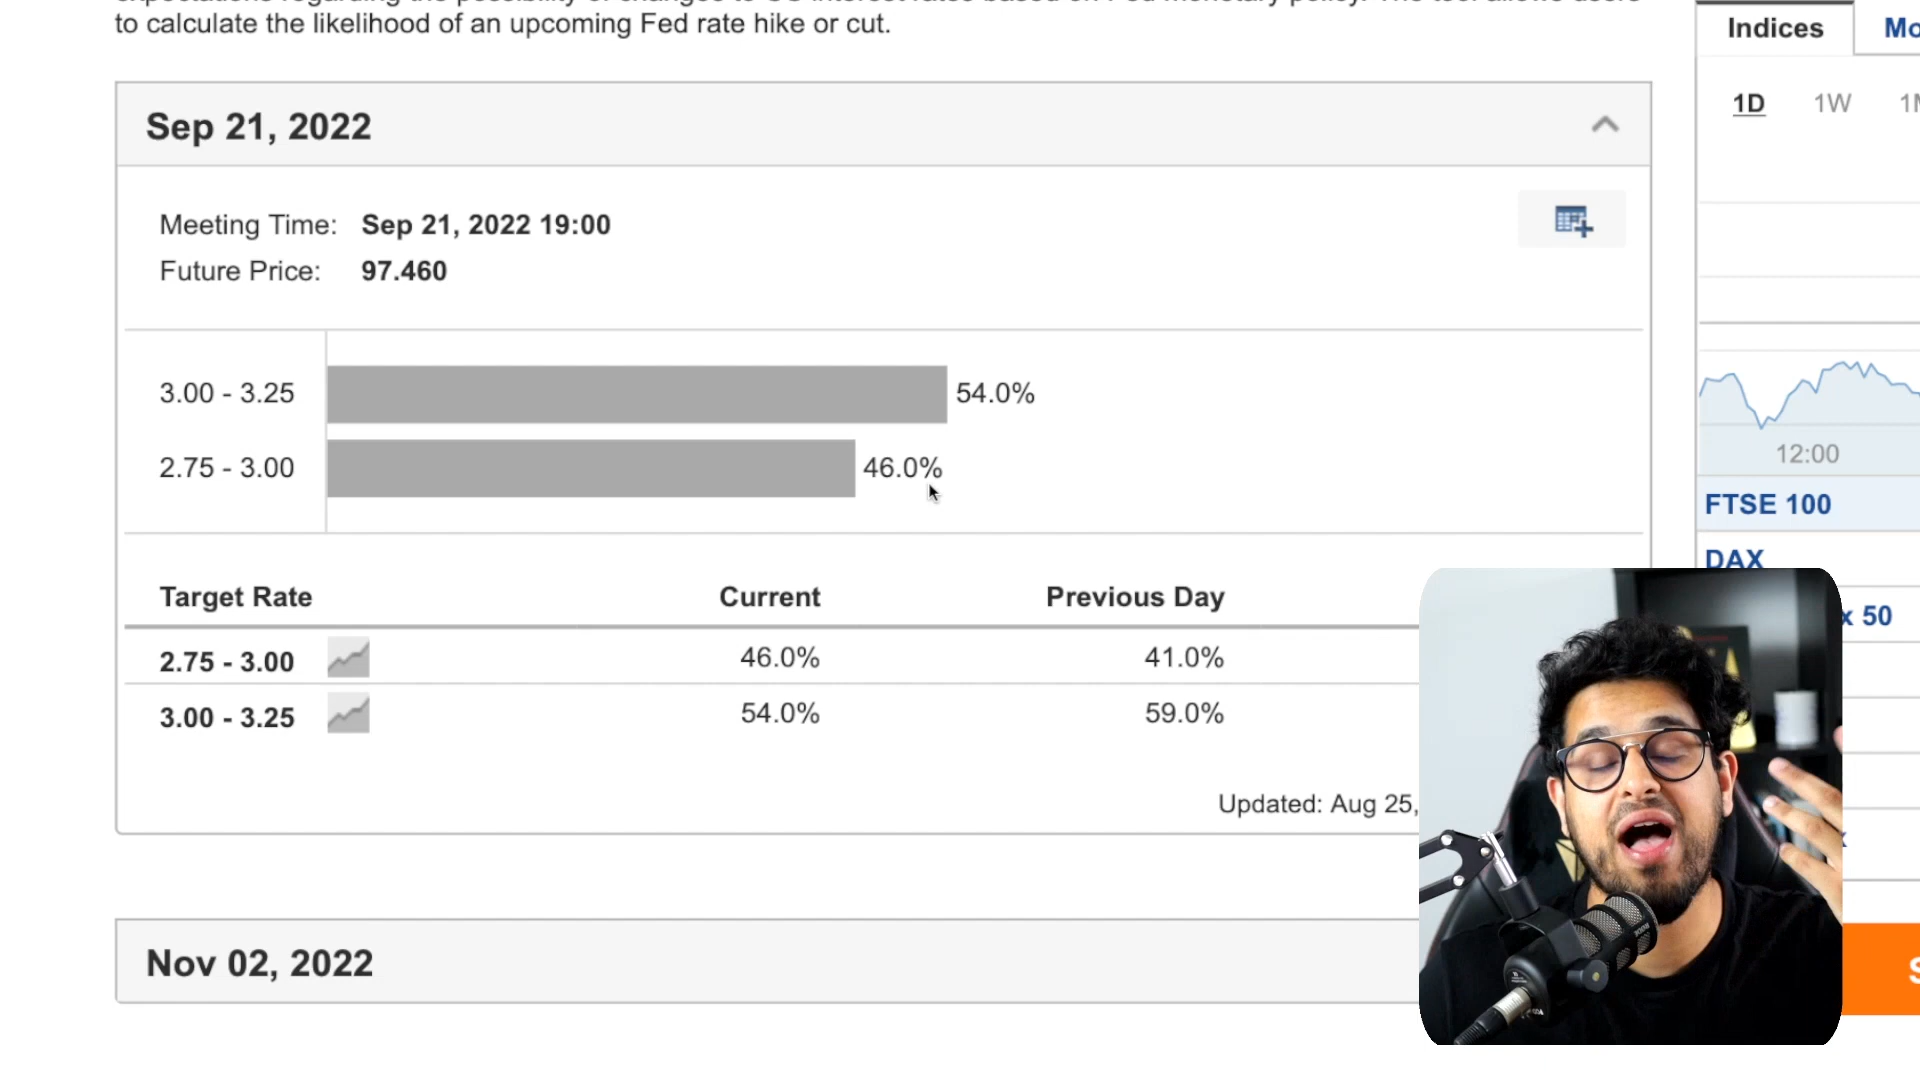 to calculate the likelihood of an upcoming Fed rate hike or cut.
Sep 21, 2022
Meeting Time: Sep 21, 2022 19:00
Future Price: 97.460
3.00 - 3.25 54.0%
2.75 - 3.00 46.0%
Target Rate Current Previous Day
2.75 - 3.00 46.0% 41.0%
3.00 - 3.25 54.0% 59.0%
Updated: Aug 25,
Nov 02, 2022
Indices Mo
1D 1W 1M
12:00
FTSE 100
DAX
x 50